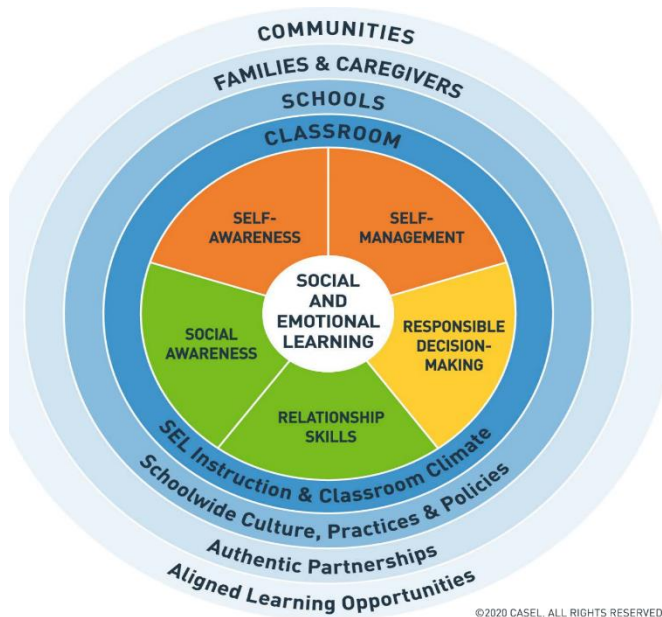 COMMUNITIES
FAMILIES & CAREGIVERS
SCHOOLS
CLASSROOM
SELF-
AWARENESS
SELF-
MANAGEMENT
SOCIAL
AND
EMOTIONAL
LEARNING
SOCIAL
AWARENESS
RESPONSIBLE
DECISION-
MAKING
RELATIONSHIP
SKILLS
SEL Instruction & Classroom Climate
Schoolwide Culture, Practices & Policies
Authentic Partnerships
Aligned Learning Opportunities
©2020 CASEL. ALL RIGHTS RESERVED